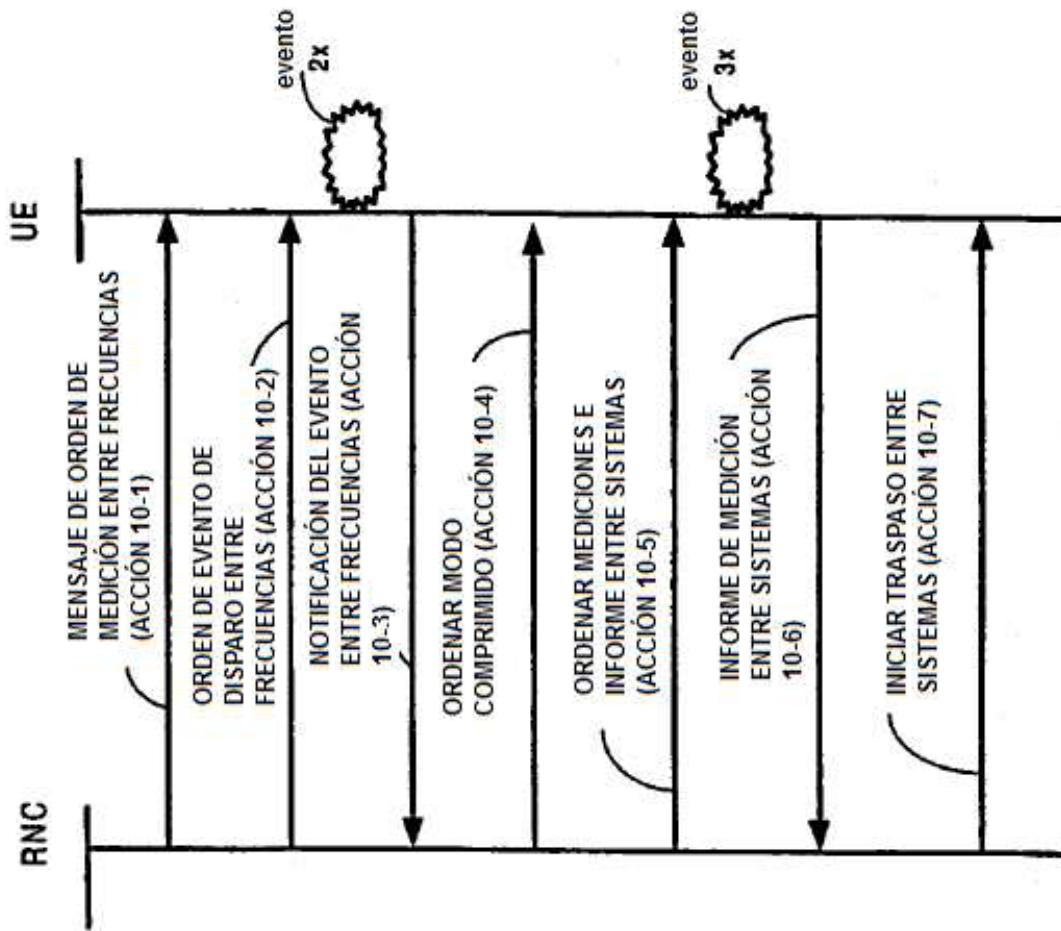 RNC
UE
MENSAJE DE ORDEN DE
MEDICIÓN ENTRE FRECUENCIAS
(ACCIÓN 10-1)
ORDEN DE EVENTO DE
DISPARO ENTRE
FRECUENCIAS (ACCIÓN 10-2)
evento
2x
NOTIFICACIÓN DEL EVENTO
ENTRE FRECUENCIAS (ACCIÓN
10-3)
ORDENAR MODO
COMPRIMIDO (ACCIÓN 10-4)
ORDENAR MEDICIONES E
INFORME ENTRE SISTEMAS
(ACCIÓN 10-5)
evento
3x
INFORME DE MEDICIÓN
ENTRE SISTEMAS (ACCIÓN
10-6)
INICIAR TRASPASO ENTRE
SISTEMAS (ACCIÓN 10-7)